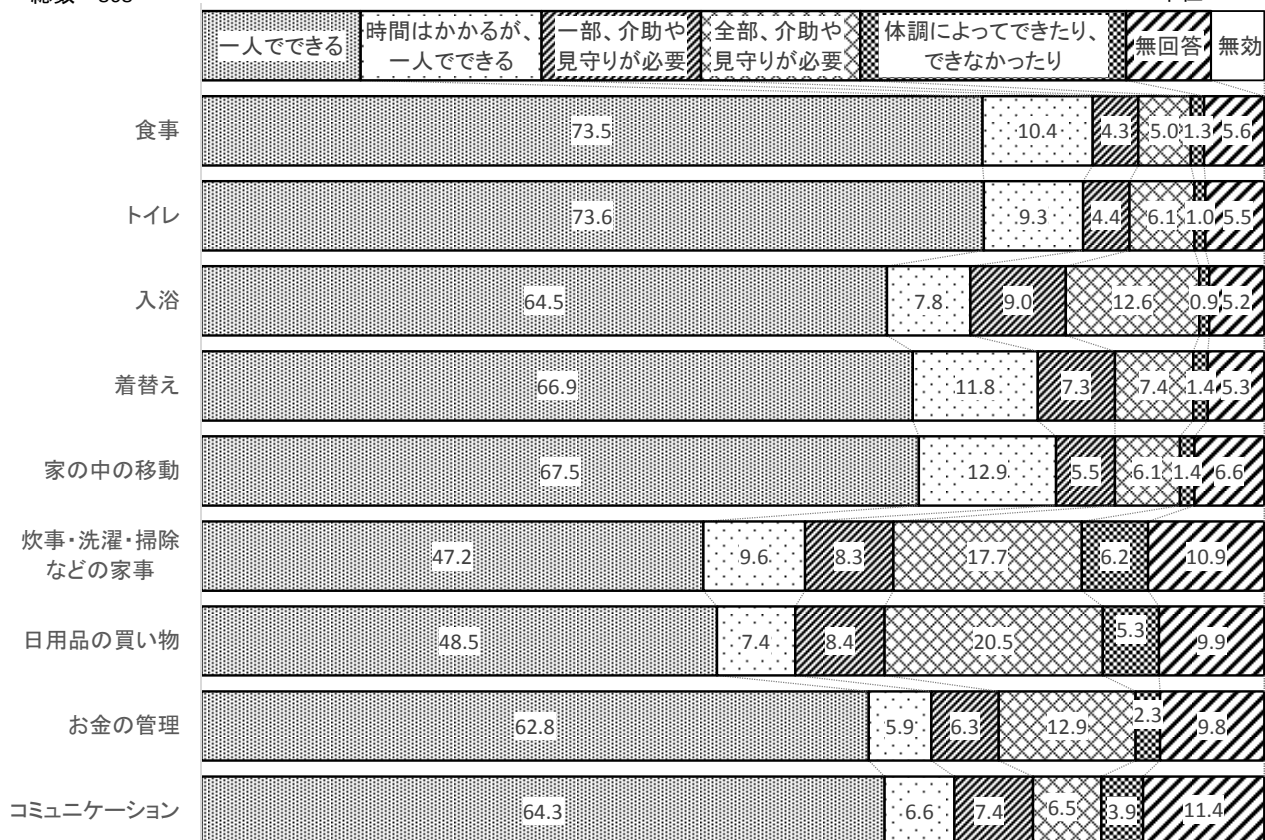 一人でできる
時間はかかるが、
一人でできる
一部、介助や
見守りが必要
全部、介助や
見守りが必要
体調によってできたり、
できなかったり
無回答
無効
食事
73.5 10.4 4.3 5.0 1.3 5.6
トイレ
73.6 9.3 4.4 6.1 1.0 5.5
入浴
64.5 7.8 9.0 12.6 0.9 5.2
着替え
66.9 11.8 7.3 7.4 1.4 5.3
家の中の移動
67.5 12.9 5.5 6.1 1.4 6.6
炊事・洗濯・掃除
などの家事
47.2 9.6 8.3 17.7 6.2 10.9
日用品の買い物
48.5 7.4 8.4 20.5 5.3 9.9
お金の管理
62.8 5.9 6.3 12.9 2.3 9.8
コミュニケーション
64.3 6.6 7.4 6.5 3.9 11.4